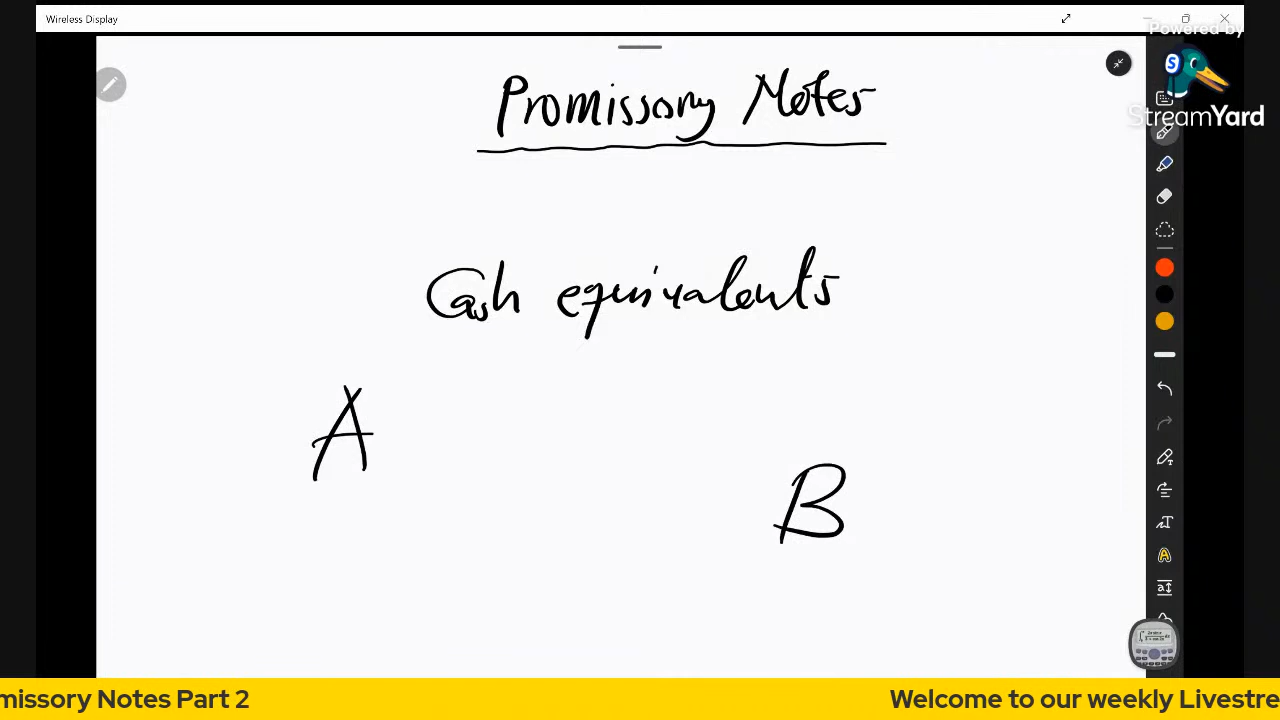 Wireless Display
Powered by
StreamYard
Promissory Notes
Cash equivalents
A
B
missory Notes Part 2
Welcome to our weekly Livestre